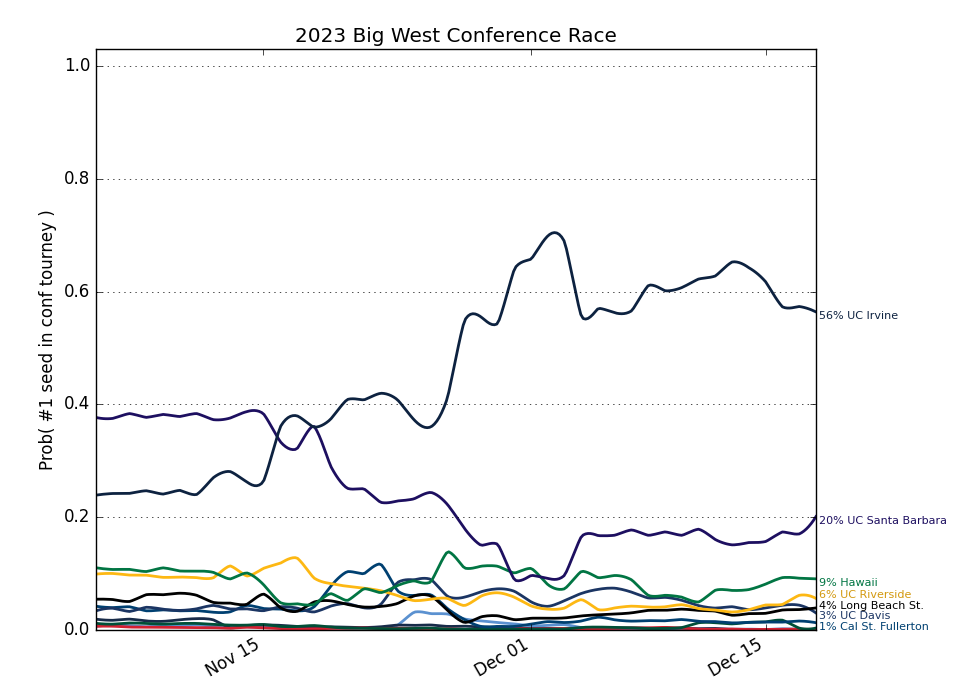 2023 Big West Conference Race
Prob( #1 seed in conf tourney )
1.0
0.8
0.6
0.4
0.2
0.0
Nov 15
Dec 01
Dec 15
56% UC Irvine
20% UC Santa Barbara
9% Hawaii
6% UC Riverside
4% Long Beach St.
3% UC Davis
1% Cal St. Fullerton